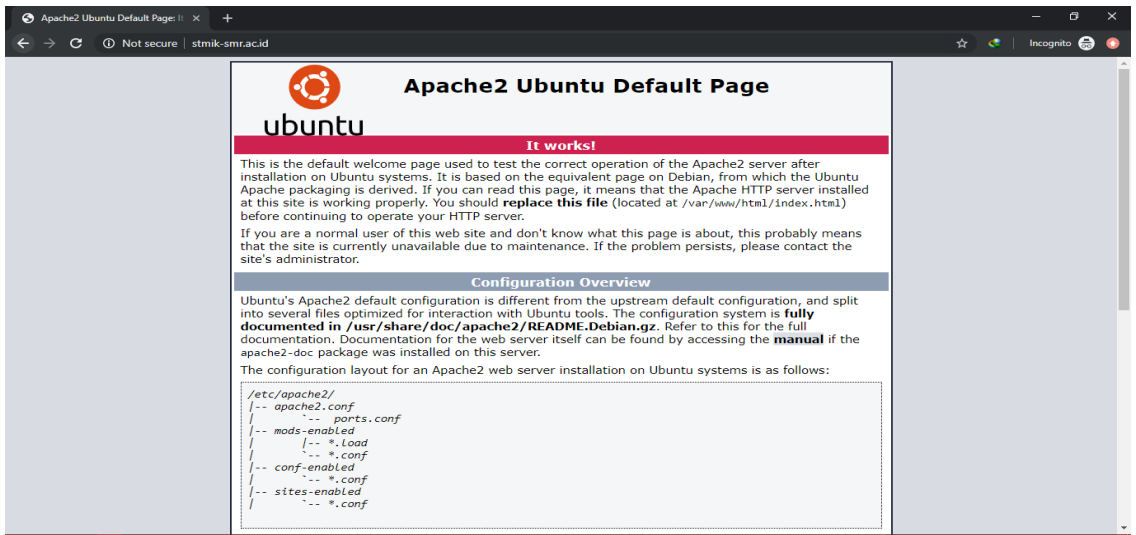 Apache2 Ubuntu Default Page: It
Not secure | stmik-smr.ac.id
Incognito
ubuntu
Apache2 Ubuntu Default Page
It works!
This is the default welcome page used to test the correct operation of the Apache2 server after
installation on Ubuntu systems. It is based on the equivalent page on Debian, from which the Ubuntu
Apache packaging is derived. If you can read this page, it means that the Apache HTTP server installed
at this site is working properly. You should replace this file (located at /var/www/html/index.html)
before continuing to operate your HTTP server.
If you are a normal user of this web site and don't know what this page is about, this probably means
that the site is currently unavailable due to maintenance. If the problem persists, please contact the
site's administrator.
Configuration Overview
Ubuntu's Apache2 default configuration is different from the upstream default configuration, and split
into several files optimized for interaction with Ubuntu tools. The configuration system is fully
documented in /usr/share/doc/apache2/README.Debian.gz. Refer to this for the full
documentation. Documentation for the web server itself can be found by accessing the manual if the
apache2-doc package was installed on this server.
The configuration layout for an Apache2 web server installation on Ubuntu systems is as follows:
/etc/apache2/
|-- apache2.conf
|       `--  ports.conf
|-- mods-enabled
|       |-- *.load
|       `-- *.conf
|-- conf-enabled
|       `-- *.conf
|-- sites-enabled
|       `-- *.conf